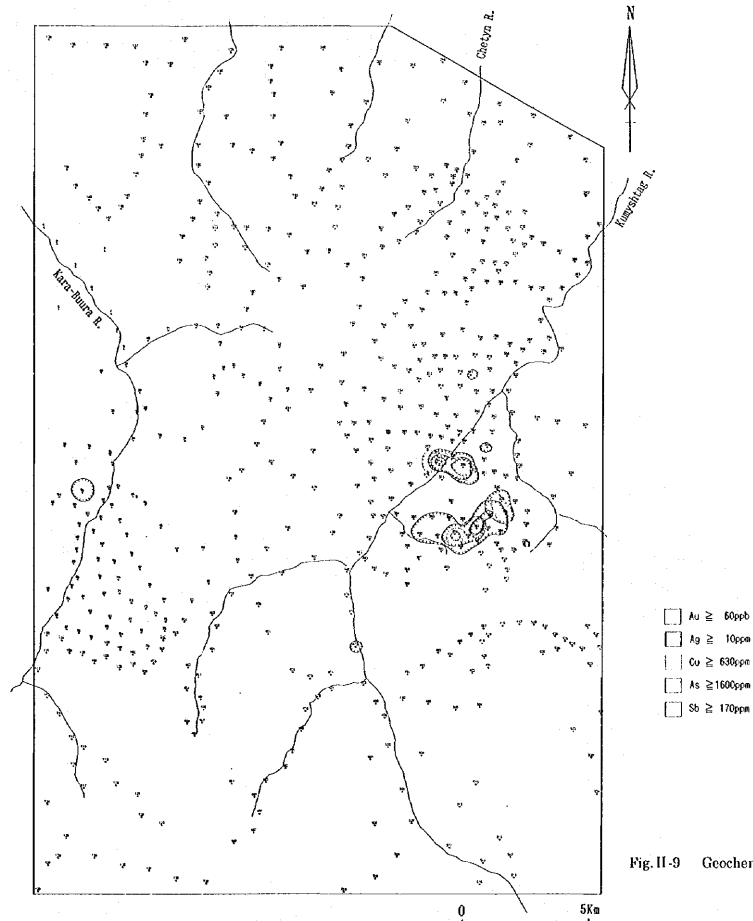 N
Chetyn R.
Kumyshtag R.
Kara-Buura R.
Au ≧ 60ppb
Ag ≧ 10ppm
Cu ≧ 630ppm
As ≧1600ppm
Sb ≧ 170ppm
Fig.II-9 Geochem
0 5Km